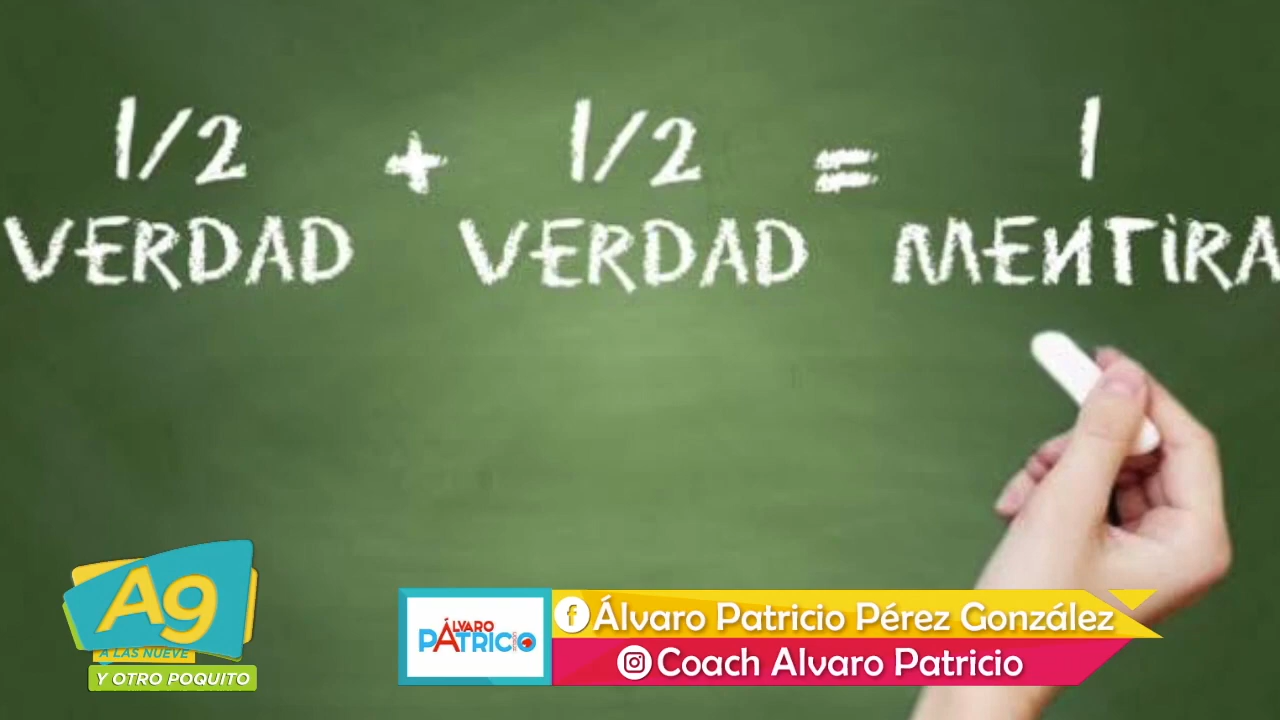 1/2 + 1/2 = 1
VERDAD VERDAD MENTIRA
A9
A LAS NUEVE
Y OTRO POQUITO
ÁLVARO
PATRICIO
Álvaro Patricio Pérez González
Coach Alvaro Patricio